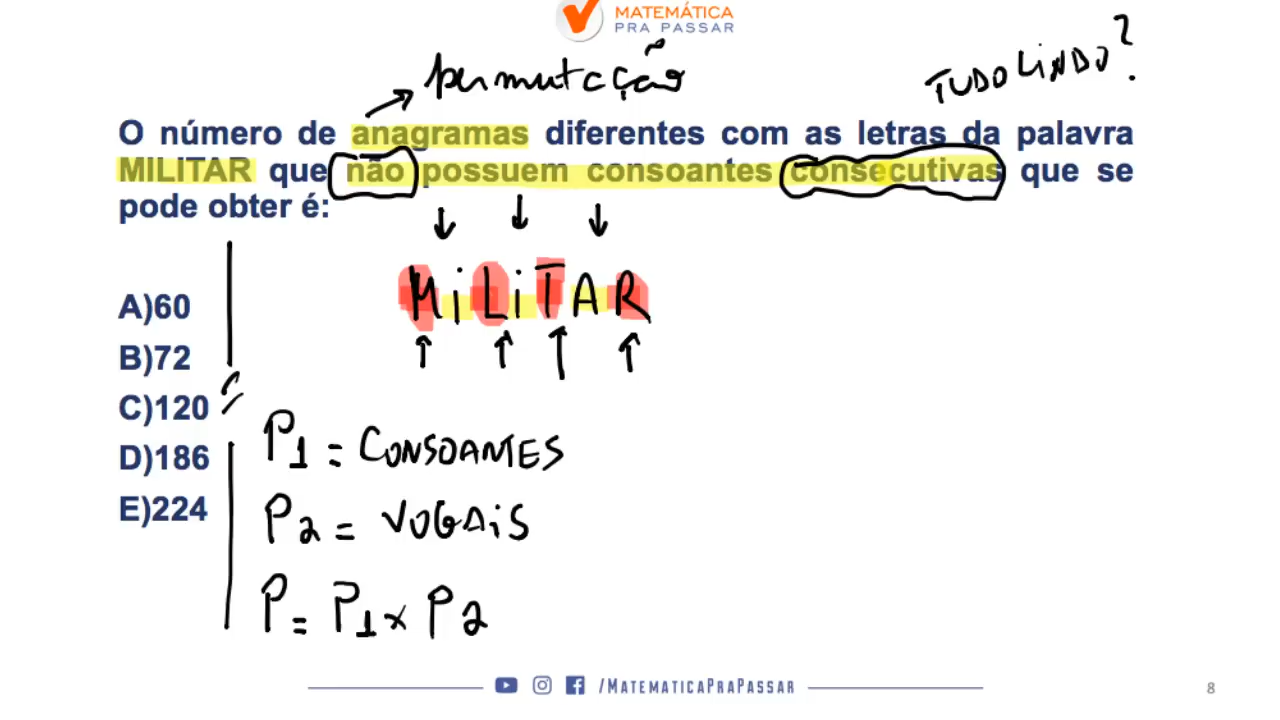 MATEMÁTICA
PRA PASSAR
permutação
TUDO LINDO?
O número de anagramas diferentes com as letras da palavra
MILITAR que não possuem consoantes consecutivas que se
pode obter é:
MiLiTAR
A)60
B)72
C)120
D)186
E)224
P1 = CONSOANTES
P2 = VOGAiS
P = P1 x P2
/MATEMATICAPRAPASSAR
8